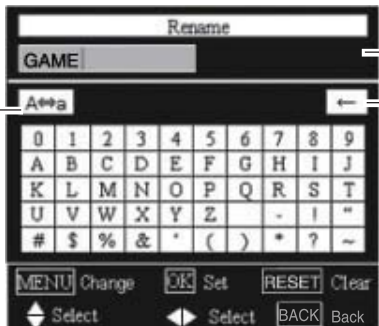 Rename
GAME
A⇔a ←
0 1 2 3 4 5 6 7 8 9
A B C D E F G H I J
K L M N O P Q R S T
U V W X Y Z - ! "
# $ % & ' ( ) * ? ~
MENU Change OK Set RESET Clear
Select Select BACK Back